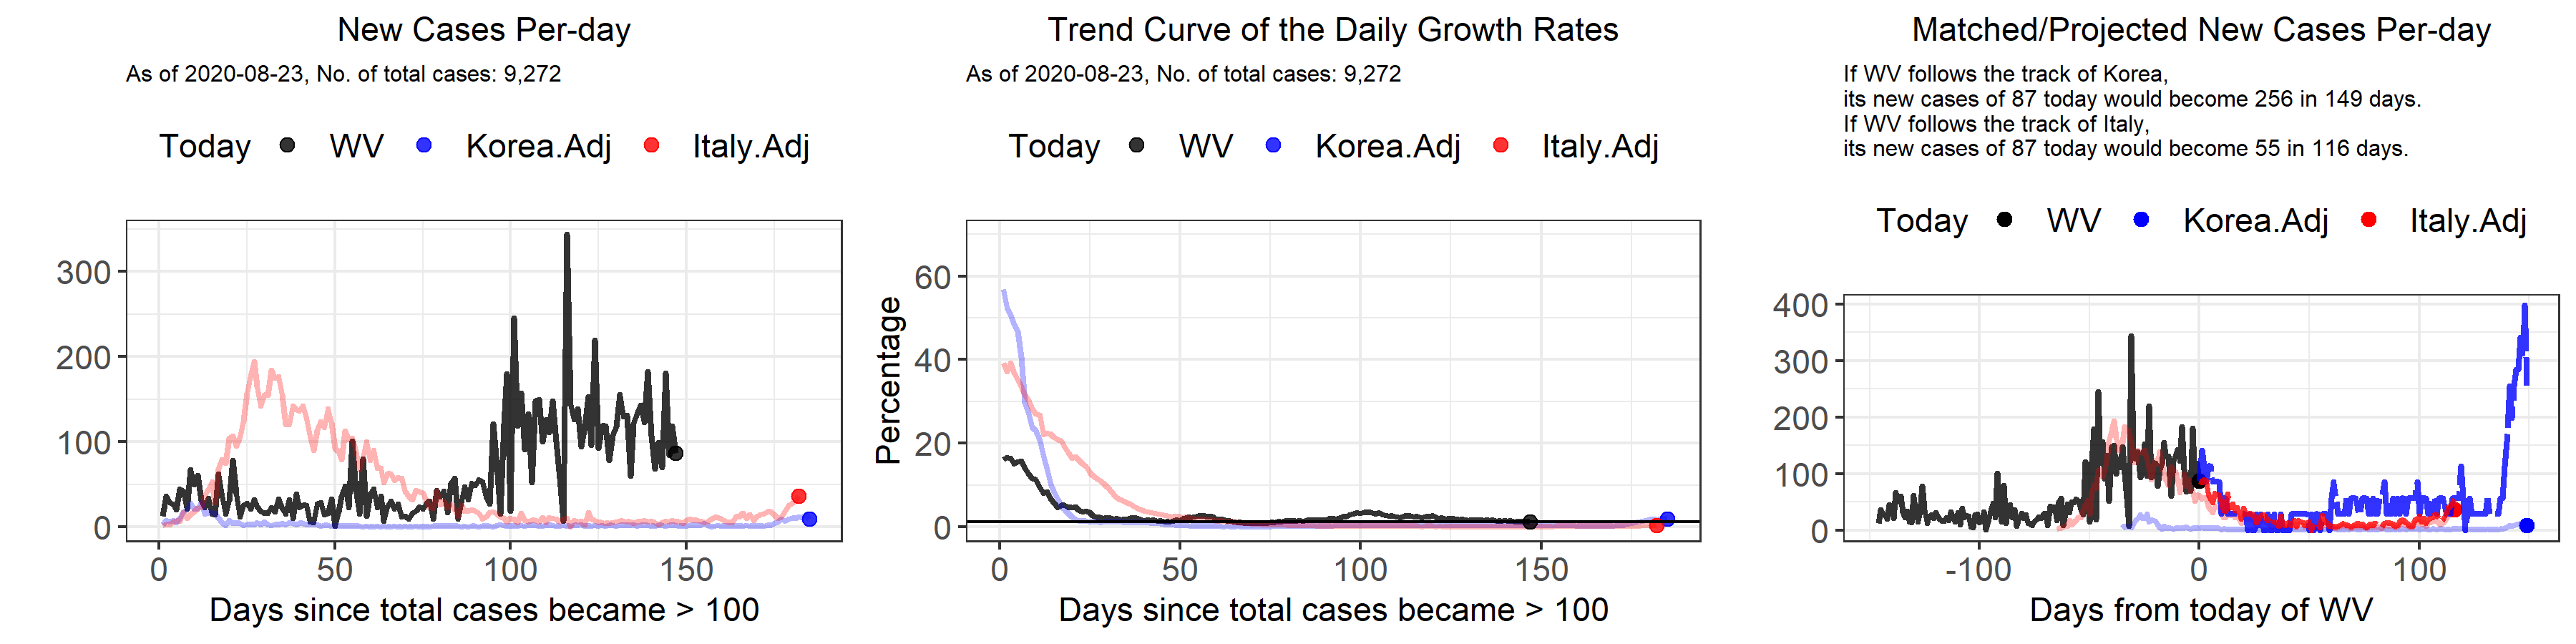 New Cases Per-day
As of 2020-08-23, No. of total cases: 9,272
Today WV Korea.Adj Italy.Adj
300
200
100
0
0 50 100 150
Days since total cases became > 100
Trend Curve of the Daily Growth Rates
As of 2020-08-23, No. of total cases: 9,272
Today WV Korea.Adj Italy.Adj
Percentage
60
40
20
0
0 50 100 150
Days since total cases became > 100
Matched/Projected New Cases Per-day
If WV follows the track of Korea,
its new cases of 87 today would become 256 in 149 days.
If WV follows the track of Italy,
its new cases of 87 today would become 55 in 116 days.
Today WV Korea.Adj Italy.Adj
400
300
200
100
0
-100 0 100
Days from today of WV